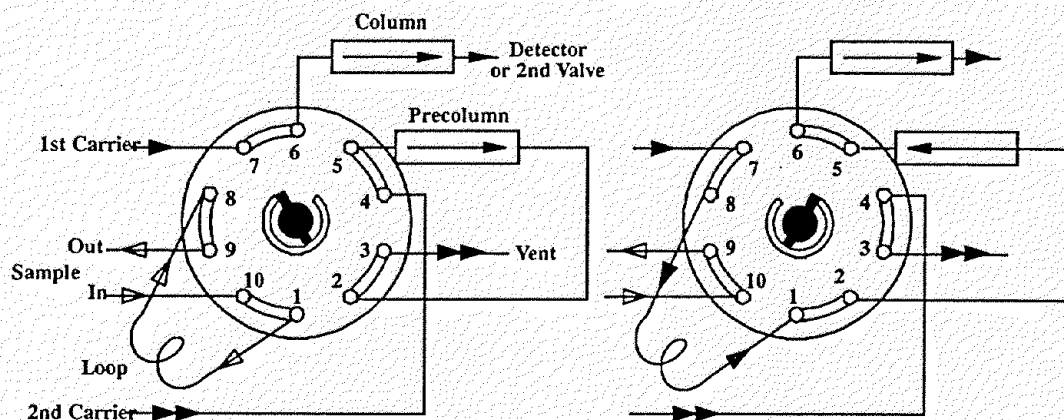 Column
Detector
or 2nd Valve
Precolumn
1st Carrier
6
7
5
8
4
Out
9
3
Vent
Sample
In
10
1
2
Loop
2nd Carrier
6
7
5
8
4
9
3
10
1
2